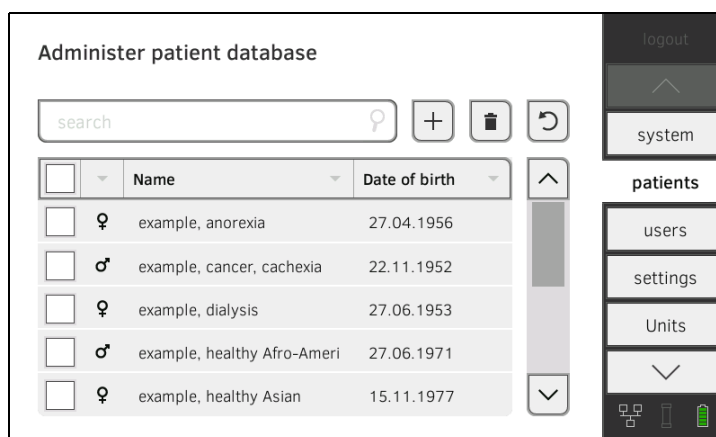 Administer patient database
search
Name Date of birth
example, anorexia 27.04.1956
example, cancer, cachexia 22.11.1952
example, dialysis 27.06.1953
example, healthy Afro-Ameri 27.06.1971
example, healthy Asian 15.11.1977
logout
system
patients
users
settings
Units